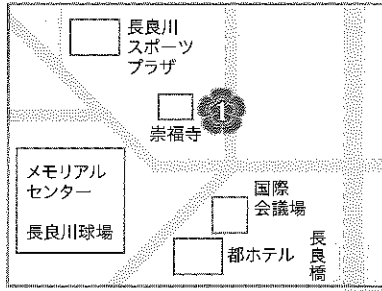 長良川
スポーツ
プラザ
1
崇福寺
メモリアル
センター
長良川球場
国際
会議場
都ホテル
長良橋